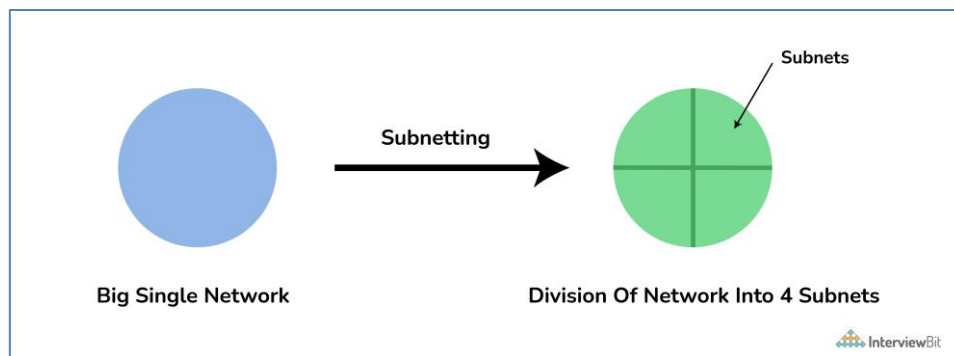 Subnets
Subnetting
Big Single Network
Division Of Network Into 4 Subnets
InterviewBit